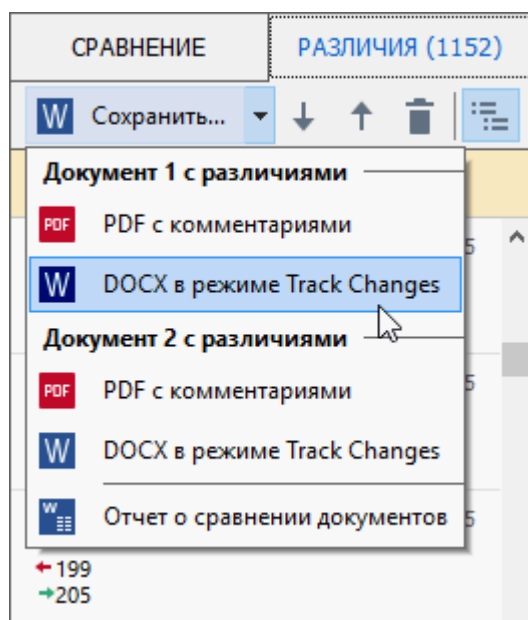 СРАВНЕНИЕ
РАЗЛИЧИЯ (1152)
W Сохранить...
Документ 1 с различиями
PDF PDF с комментариями
5
W DOCX в режиме Track Changes
Документ 2 с различиями
PDF PDF с комментариями
5
W DOCX в режиме Track Changes
W Отчет о сравнении документов
5
199
205